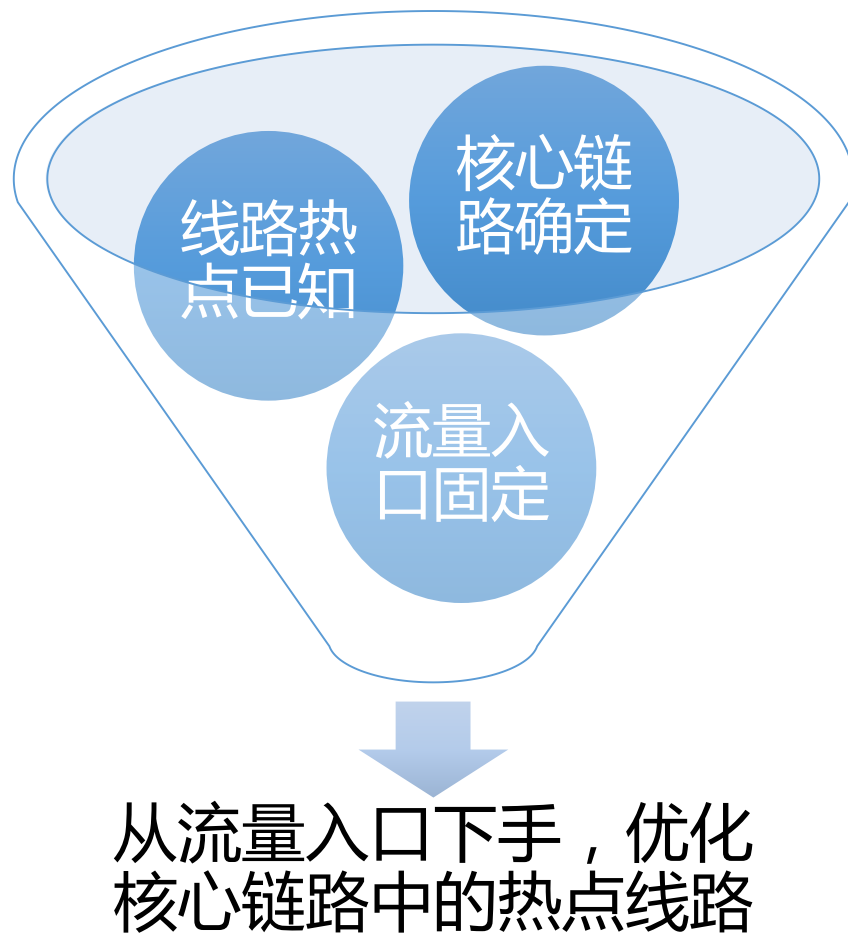 线路热
点已知
核心链
路确定
流量入
口固定
从流量入口下手，优化
核心链路中的热点线路